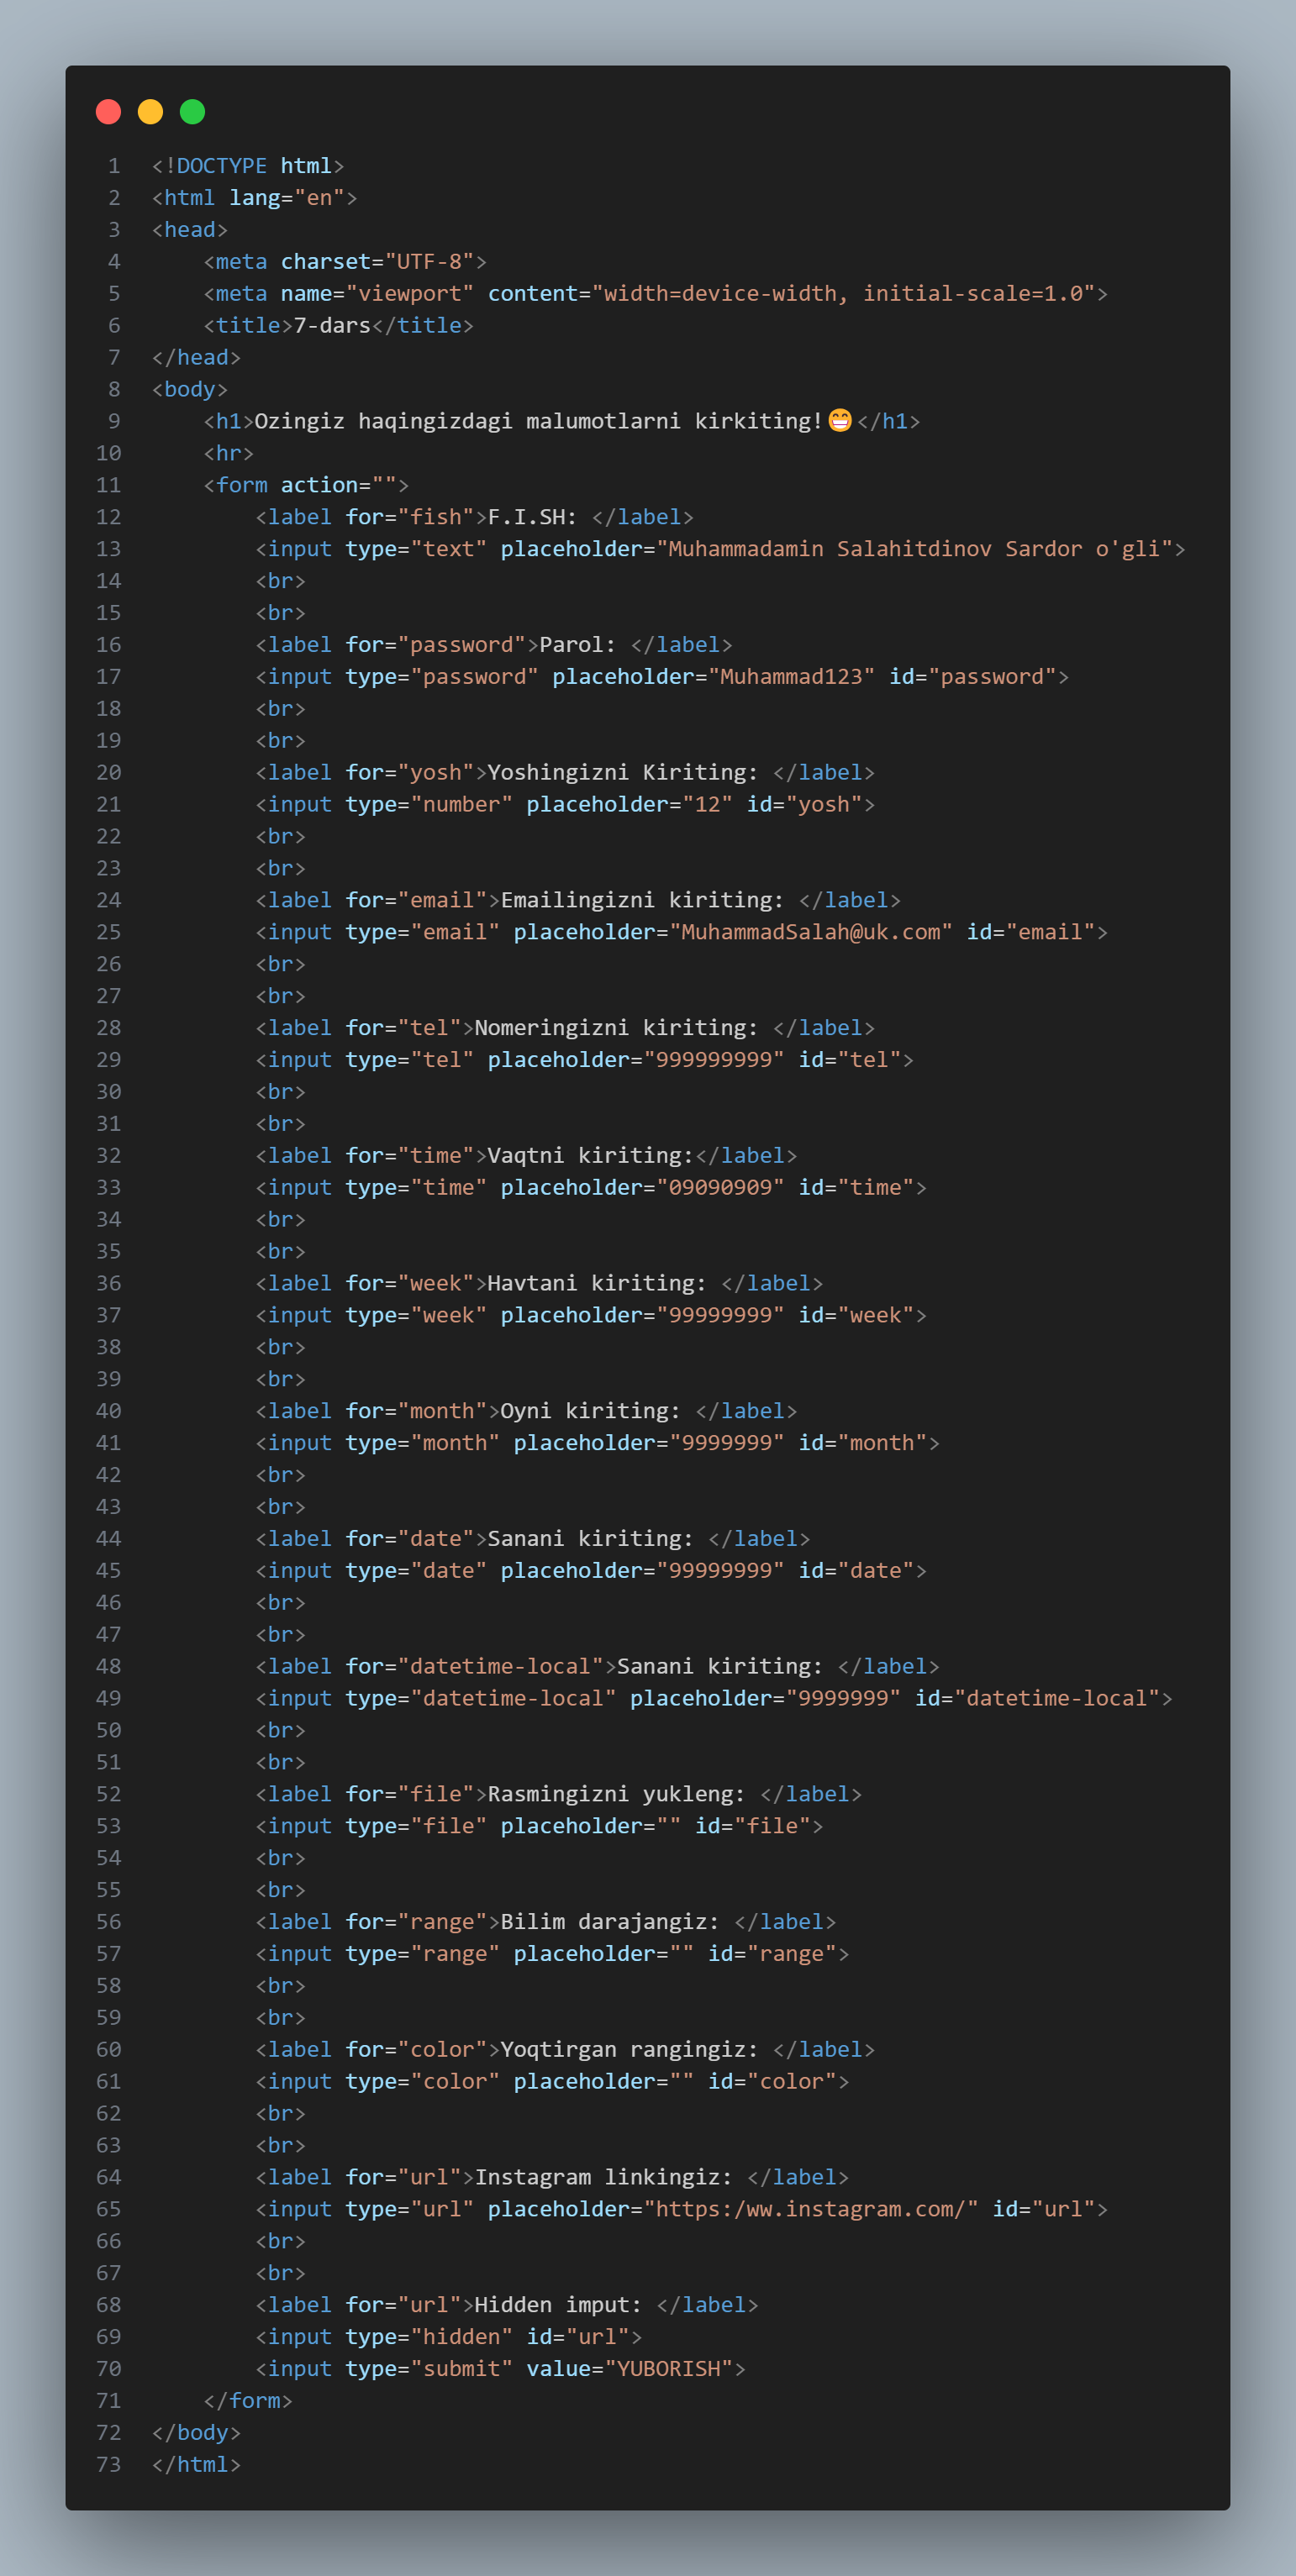 1 <!DOCTYPE html>
2 <html lang="en">
3 <head>
4     <meta charset="UTF-8">
5     <meta name="viewport" content="width=device-width, initial-scale=1.0">
6     <title>7-dars</title>
7 </head>
8 <body>
9     <h1>Ozingiz haqingizdagi malumotlarni kirkiting!😁</h1>
10     <hr>
11     <form action="">
12         <label for="fish">F.I.SH: </label>
13         <input type="text" placeholder="Muhammadamin Salahitdinov Sardor o'gli">
14         <br>
15         <br>
16         <label for="password">Parol: </label>
17         <input type="password" placeholder="Muhammad123" id="password">
18         <br>
19         <br>
20         <label for="yosh">Yoshingizni Kiriting: </label>
21         <input type="number" placeholder="12" id="yosh">
22         <br>
23         <br>
24         <label for="email">Emailingizni kiriting: </label>
25         <input type="email" placeholder="MuhammadSalah@uk.com" id="email">
26         <br>
27         <br>
28         <label for="tel">Nomeringizni kiriting: </label>
29         <input type="tel" placeholder="999999999" id="tel">
30         <br>
31         <br>
32         <label for="time">Vaqtni kiriting:</label>
33         <input type="time" placeholder="09090909" id="time">
34         <br>
35         <br>
36         <label for="week">Havtani kiriting: </label>
37         <input type="week" placeholder="99999999" id="week">
38         <br>
39         <br>
40         <label for="month">Oyni kiriting: </label>
41         <input type="month" placeholder="9999999" id="month">
42         <br>
43         <br>
44         <label for="date">Sanani kiriting: </label>
45         <input type="date" placeholder="99999999" id="date">
46         <br>
47         <br>
48         <label for="datetime-local">Sanani kiriting: </label>
49         <input type="datetime-local" placeholder="9999999" id="datetime-local">
50         <br>
51         <br>
52         <label for="file">Rasmingizni yukleng: </label>
53         <input type="file" placeholder="" id="file">
54         <br>
55         <br>
56         <label for="range">Bilim darajangiz: </label>
57         <input type="range" placeholder="" id="range">
58         <br>
59         <br>
60         <label for="color">Yoqtirgan rangingiz: </label>
61         <input type="color" placeholder="" id="color">
62         <br>
63         <br>
64         <label for="url">Instagram linkingiz: </label>
65         <input type="url" placeholder="https:/ww.instagram.com/" id="url">
66         <br>
67         <br>
68         <label for="url">Hidden imput: </label>
69         <input type="hidden" id="url">
70         <input type="submit" value="YUBORISH">
71     </form>
72 </body>
73 </html>